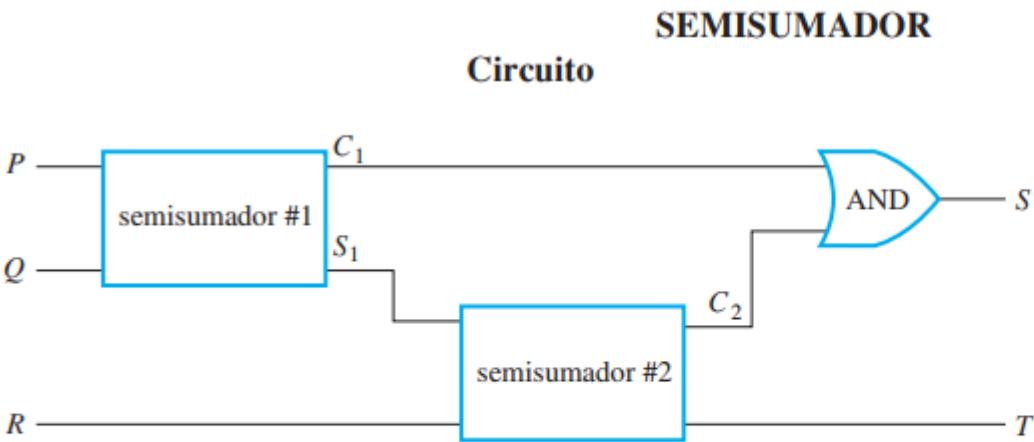 SEMISUMADOR
Circuito
P
C1
AND
S
semisumador #1
Q
S1
C2
semisumador #2
R
T